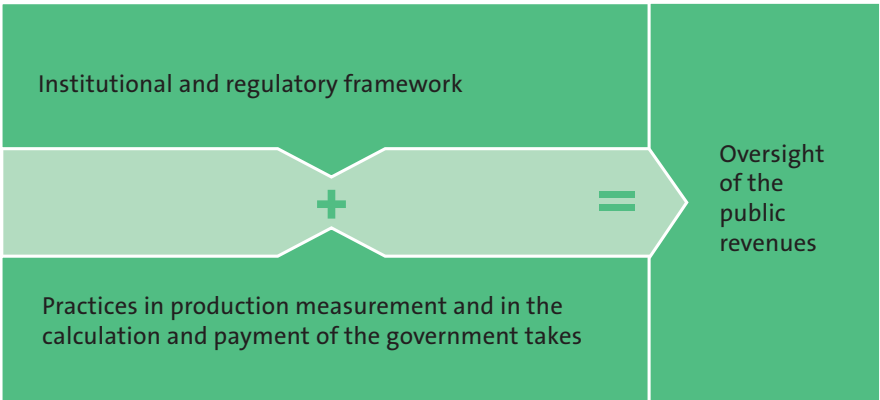 Institutional and regulatory framework
+
=
Oversight
of the
public
revenues
Practices in production measurement and in the
calculation and payment of the government takes